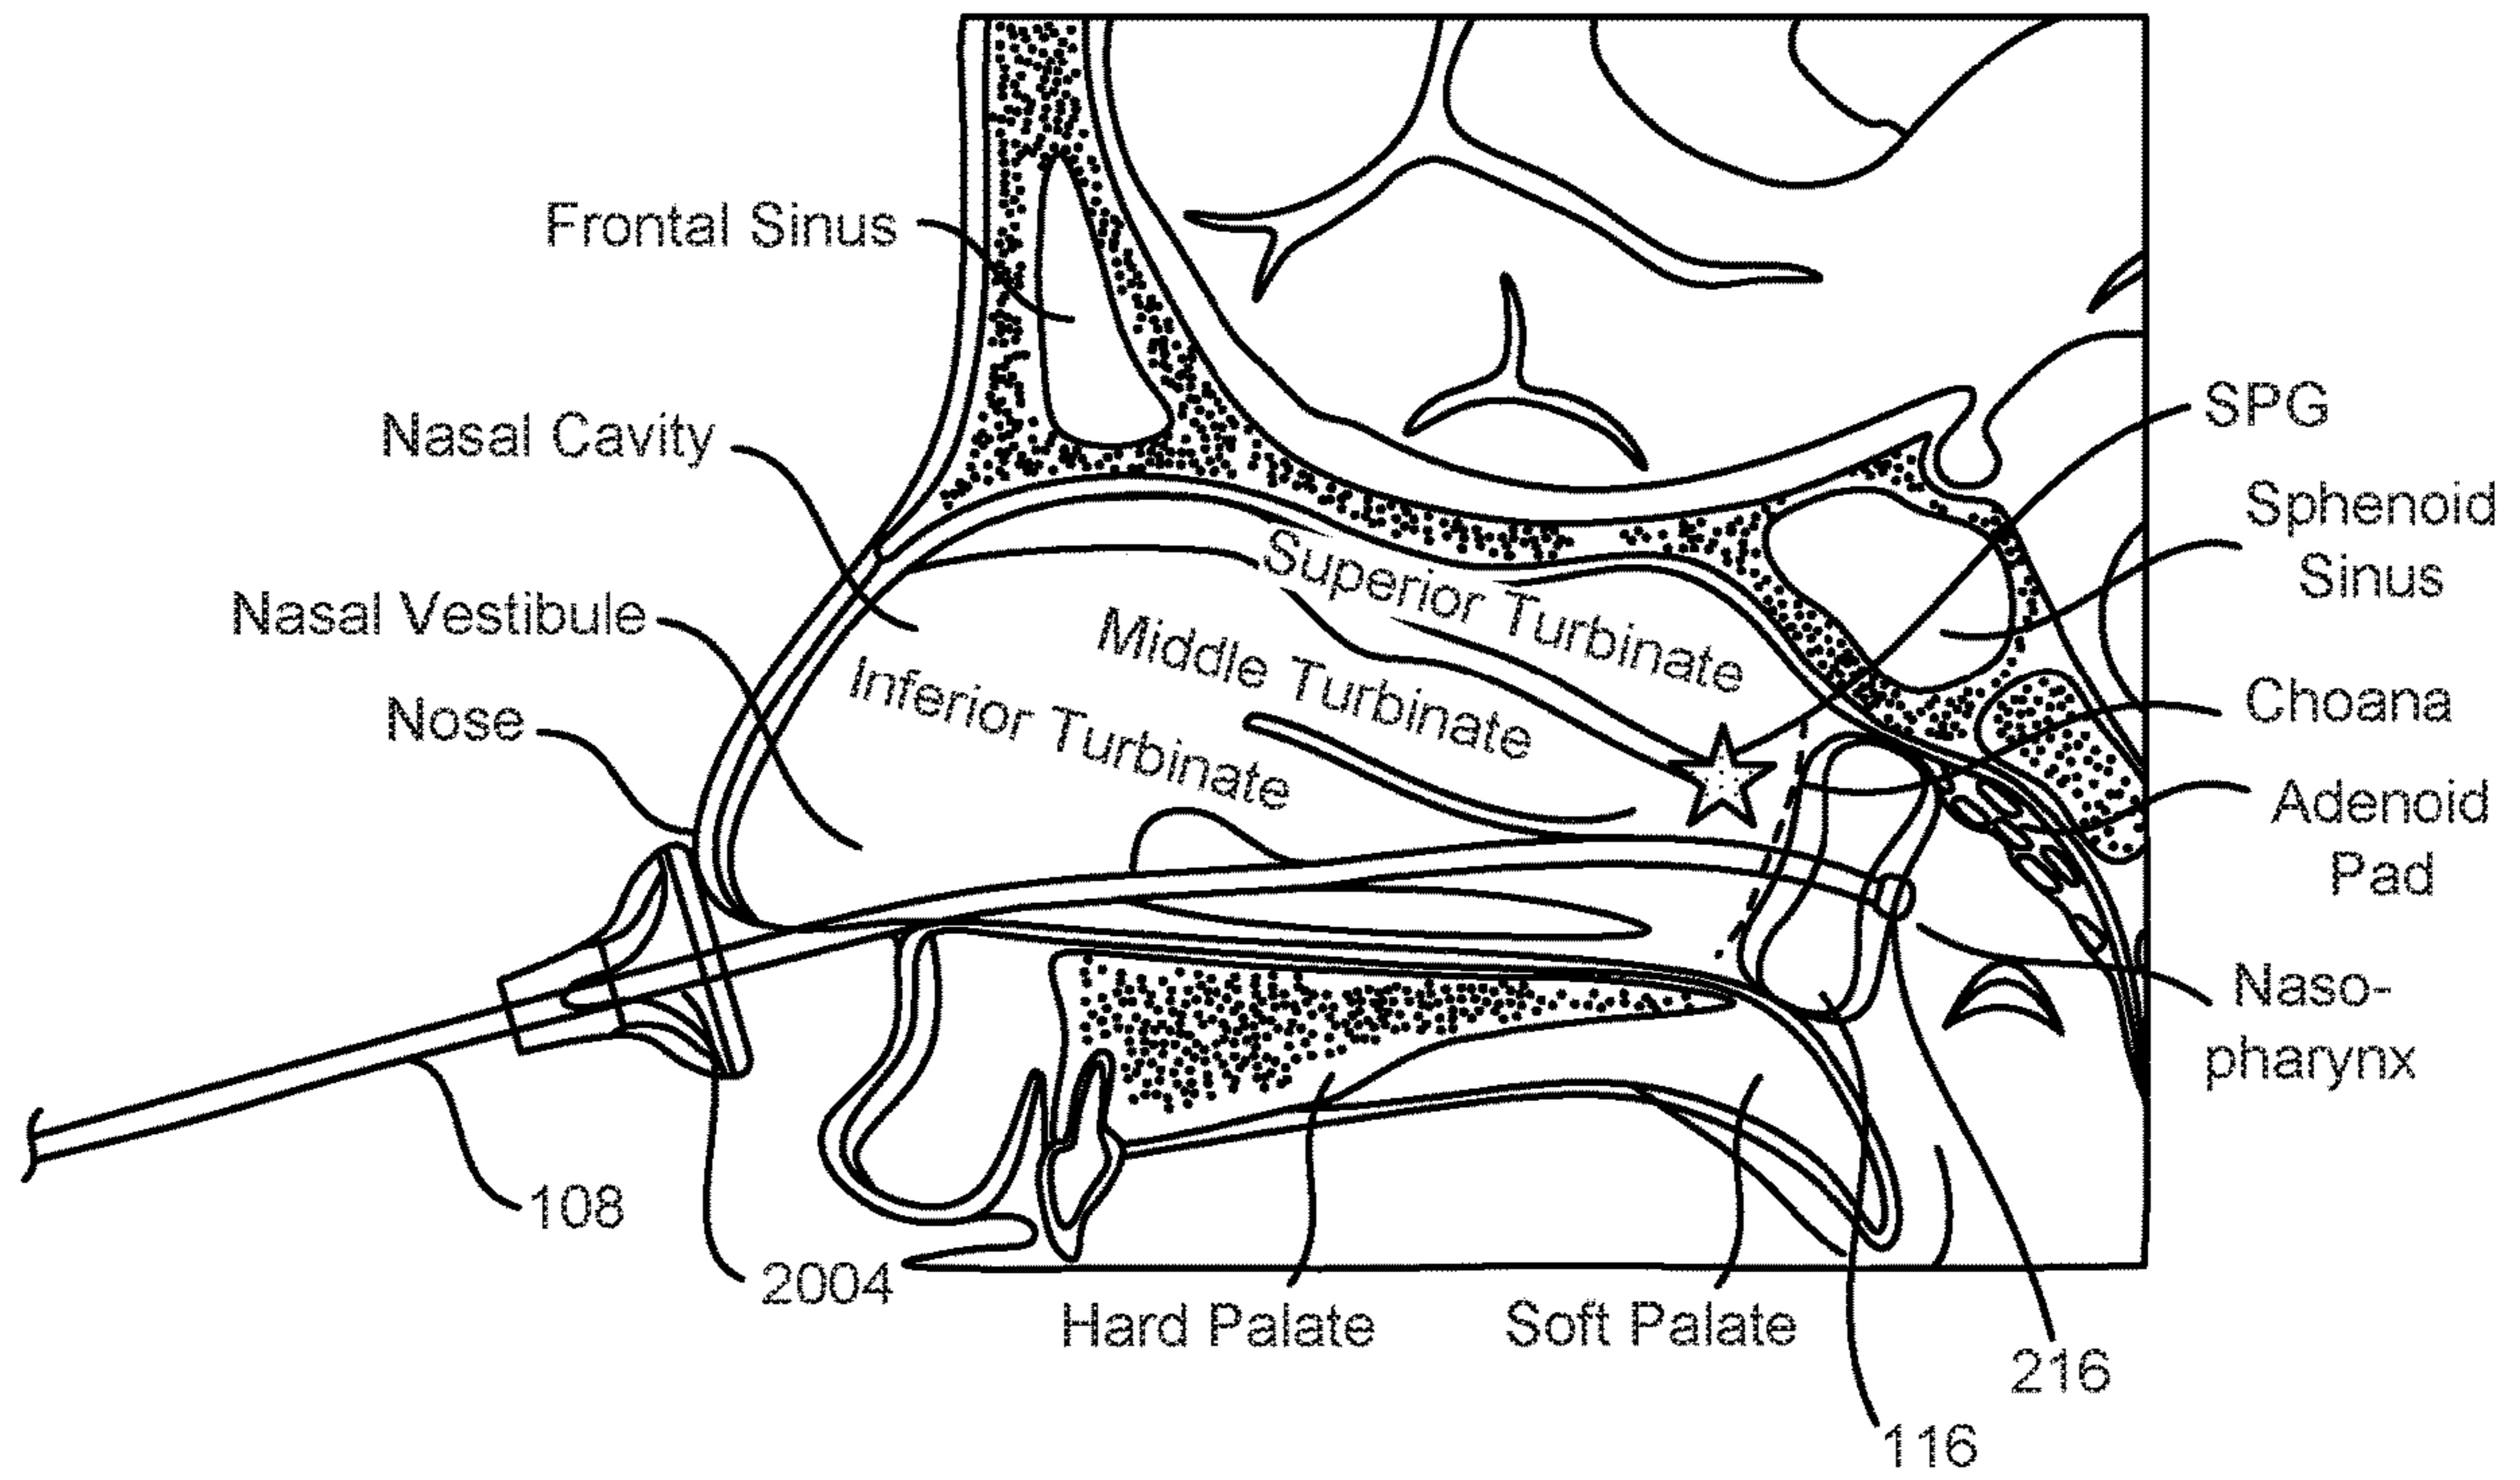 Frontal Sinus
SPG
Nasal Cavity
Sphenoid
Sinus
Superior Turbinate
Nasal Vestibule
Middle Turbinate
Inferior Turbinate
Nose
Choana
Adenoid
Pad
Naso-
pharynx
108
2004
Hard Palate
Soft Palate
216
116